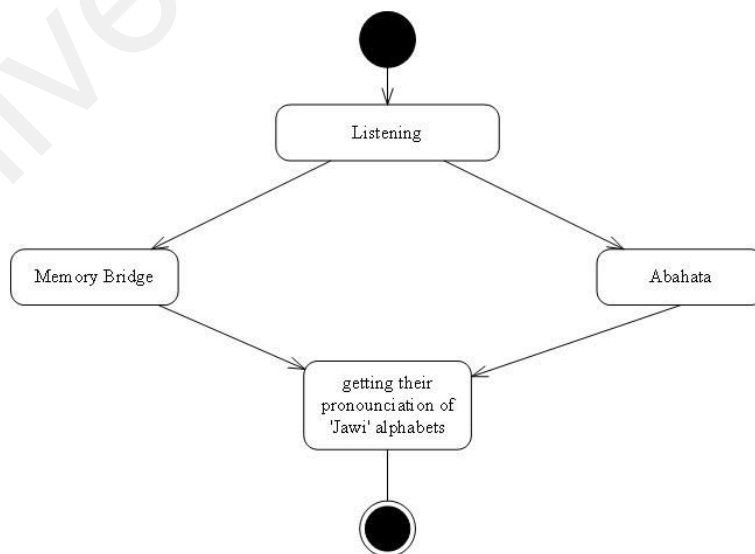 Listening
Memory Bridge
Abahata
getting their
pronounciation of
'Jawi' alphabets